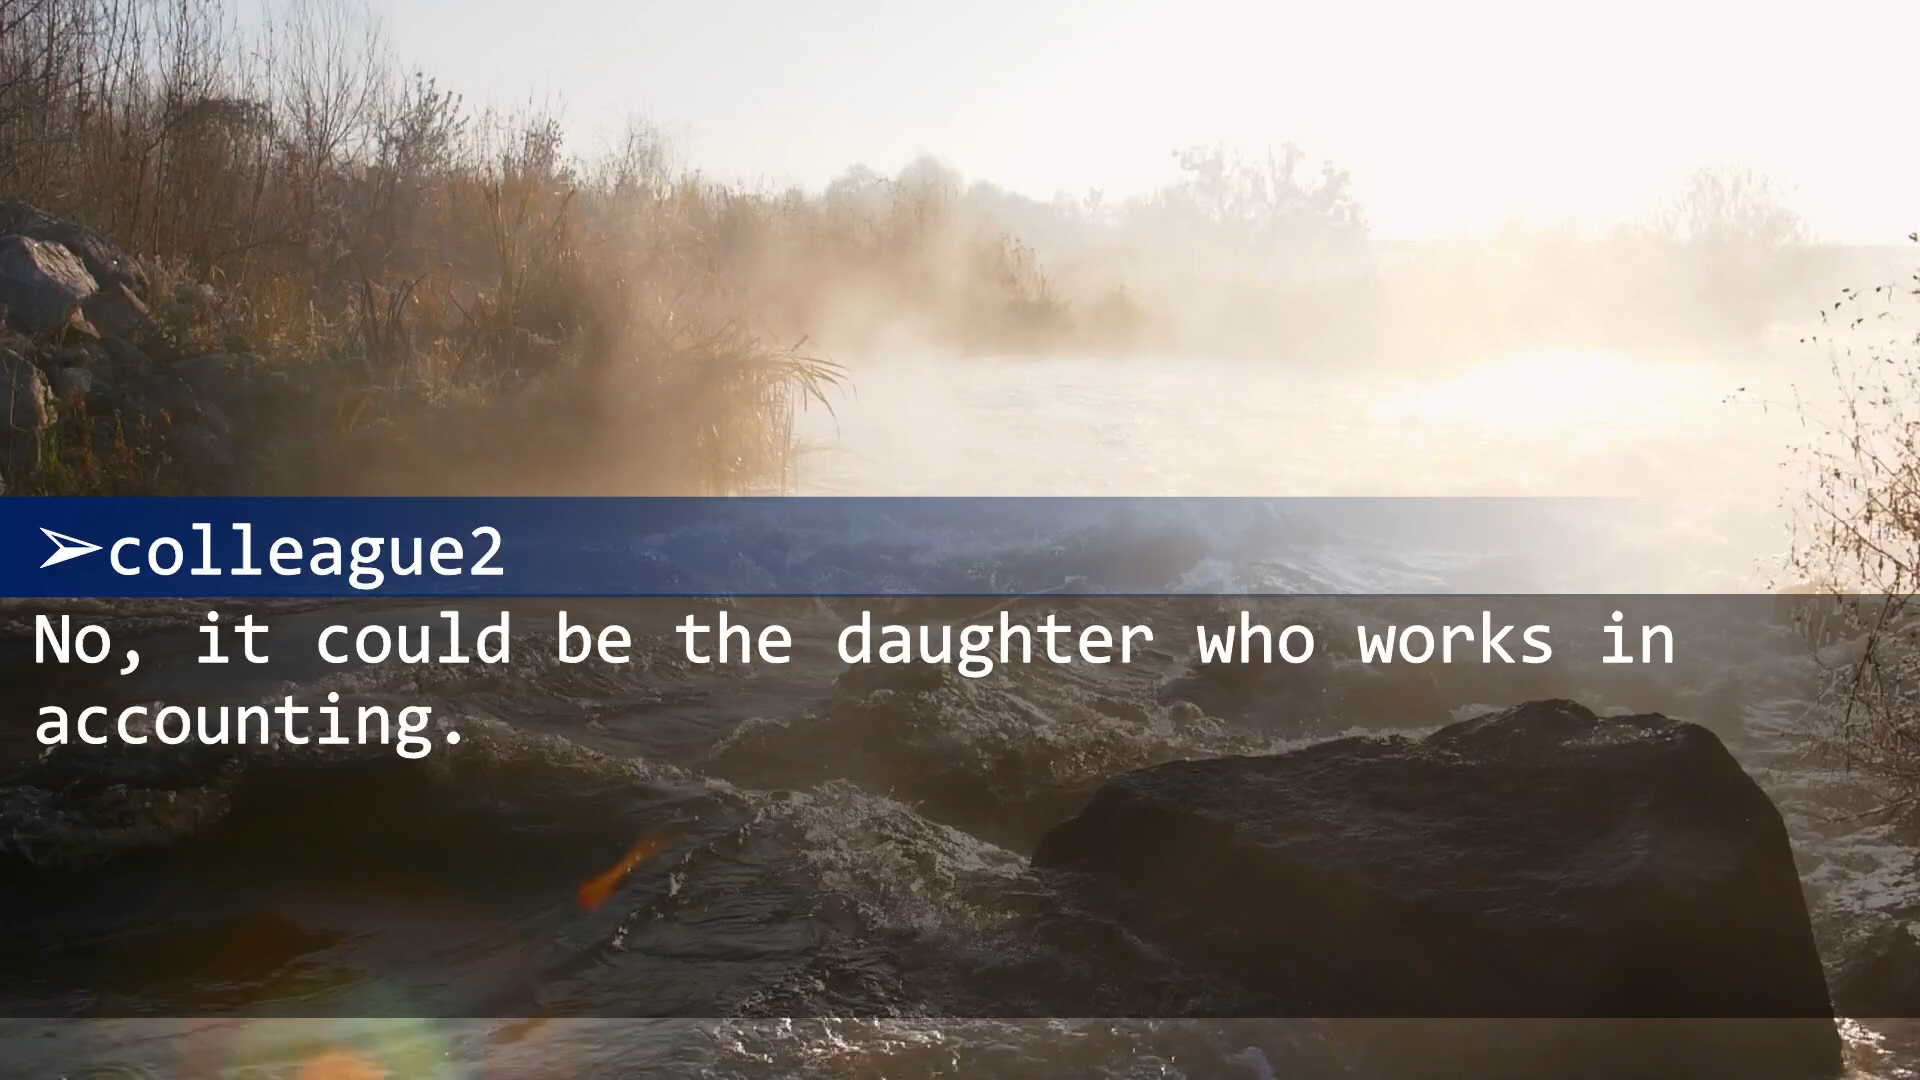 ➢colleague2
No, it could be the daughter who works in
accounting.